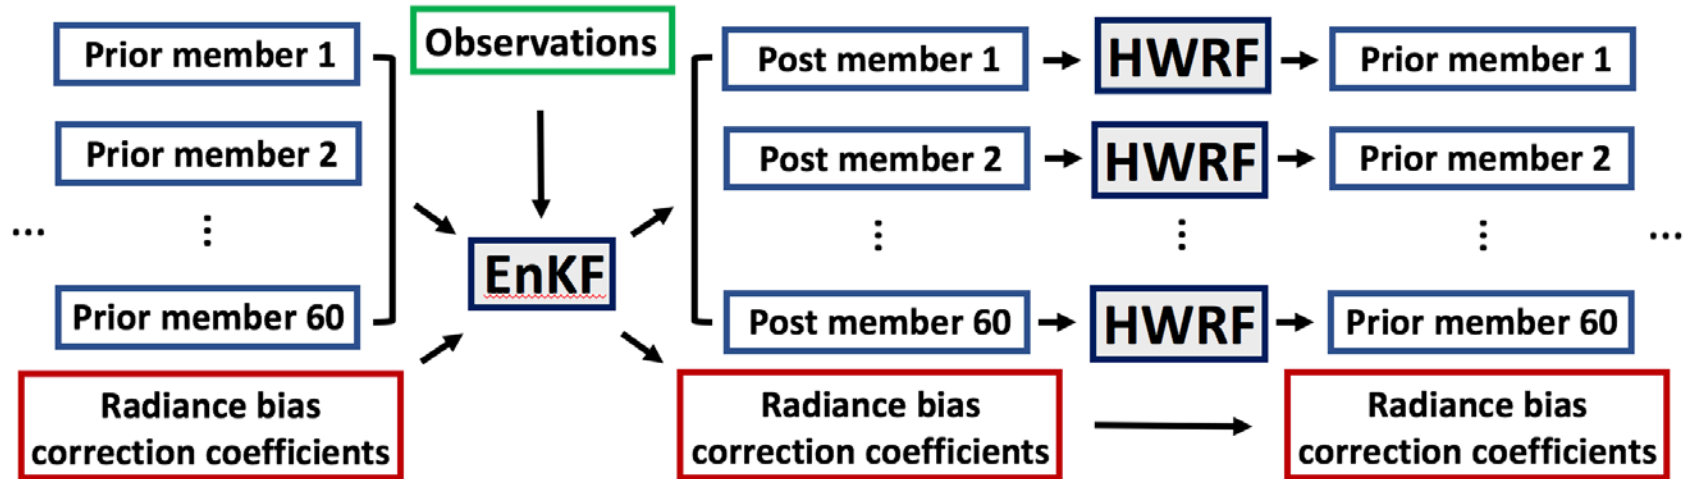 Prior member 1
Prior member 2
⋮
Prior member 60
...
Radiance bias
correction coefficients
Observations
EnKF
Post member 1
Post member 2
⋮
Post member 60
HWRF
HWRF
⋮
HWRF
Prior member 1
Prior member 2
⋮
Prior member 60
...
Radiance bias
correction coefficients
Radiance bias
correction coefficients